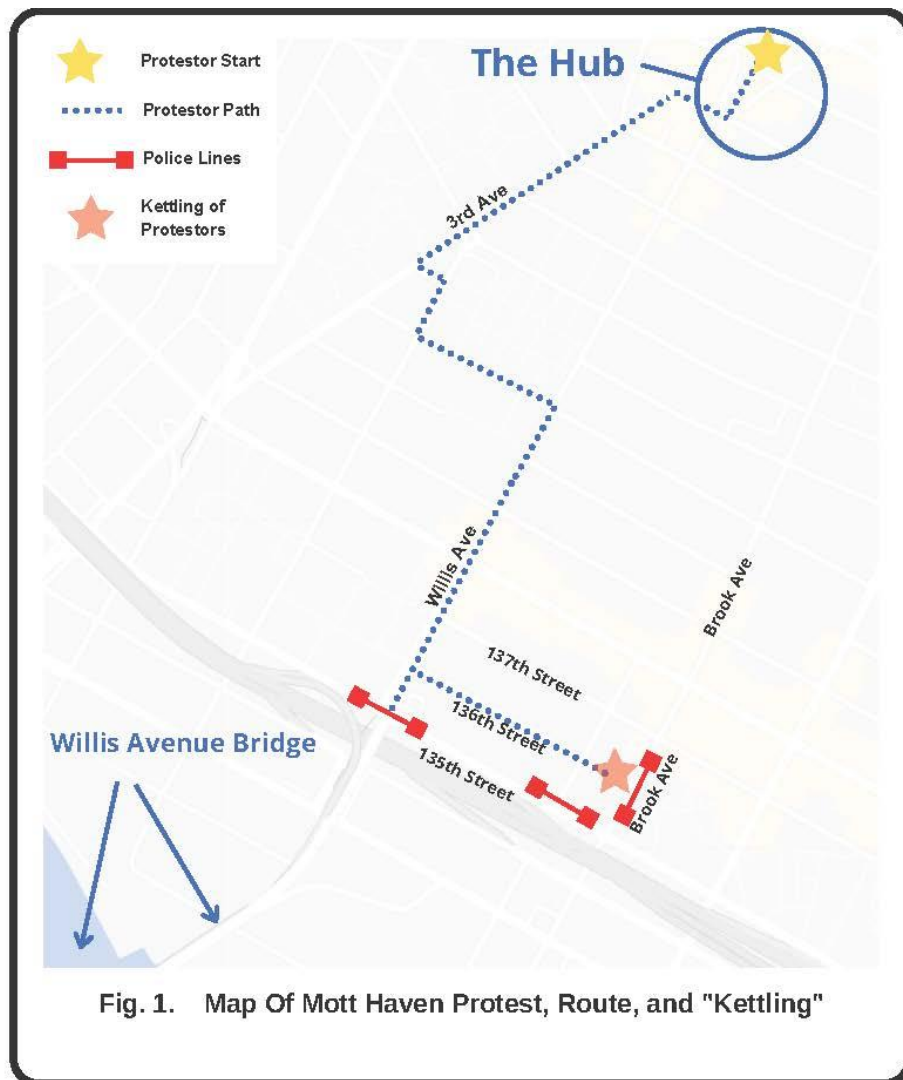 Protestor Start
Protestor Path
Police Lines
Kettling of
Protestors
The Hub
3rd Ave
Willis Ave
Brook Ave
137th Street
136th Street
135th Street
Brook Ave
Willis Avenue Bridge
Fig. 1. Map Of Mott Haven Protest, Route, and "Kettling"